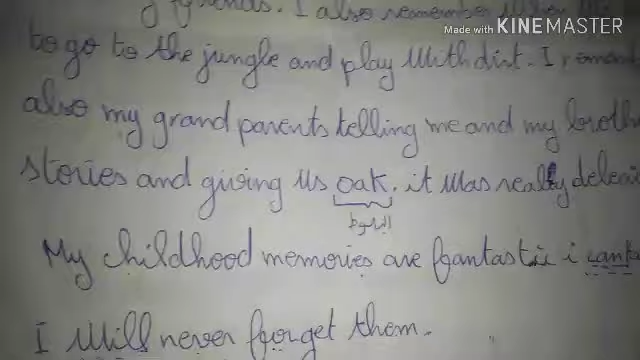 Made with KINEMASTER
I also remember
to go to the jungle and play with dirt. I
also my grand parents telling me and my
stories and giving us oak. it was really
البلوط
My childhood memories are fantastic i
I will never forget them.